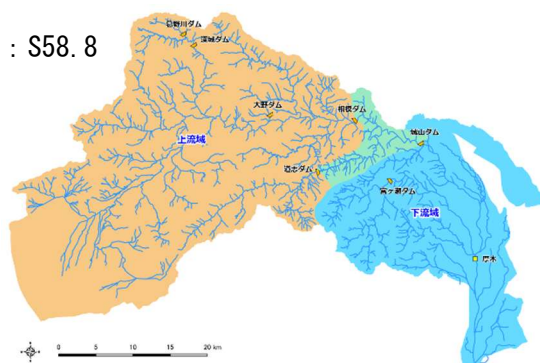 : S58.8
葛野川ダム
深城ダム
大野ダム
相模ダム
城山ダム
上流域
道志ダム
宮ヶ瀬ダム
下流域
厚木
0 5 10 15 20 km